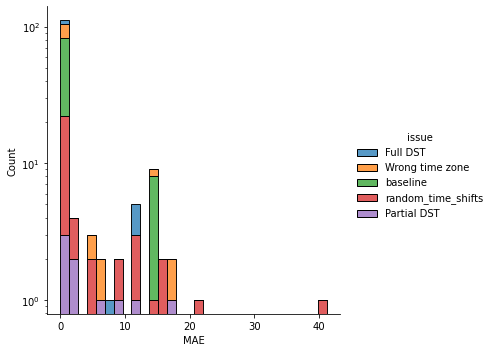 10²
10¹
10⁰
Count
0 10 20 30 40
MAE
issue
Full DST
Wrong time zone
baseline
random_time_shifts
Partial DST